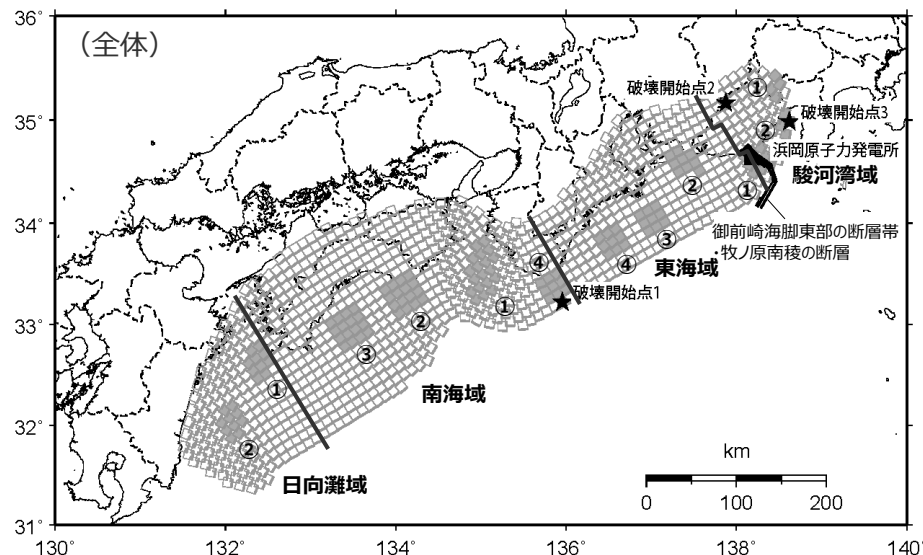 （全体）
36°
35°
34°
33°
32°
31°
130°
132°
134°
136°
138°
140°
破壊開始点2
①
破壊開始点3
②
浜岡原子力発電所
駿河湾域
②
①
御前崎海脚東部の断層帯
・牧ノ原南稜の断層
③
④
東海域
④
破壊開始点1
①
②
③
南海域
①
②
日向灘域
km
0 100 200